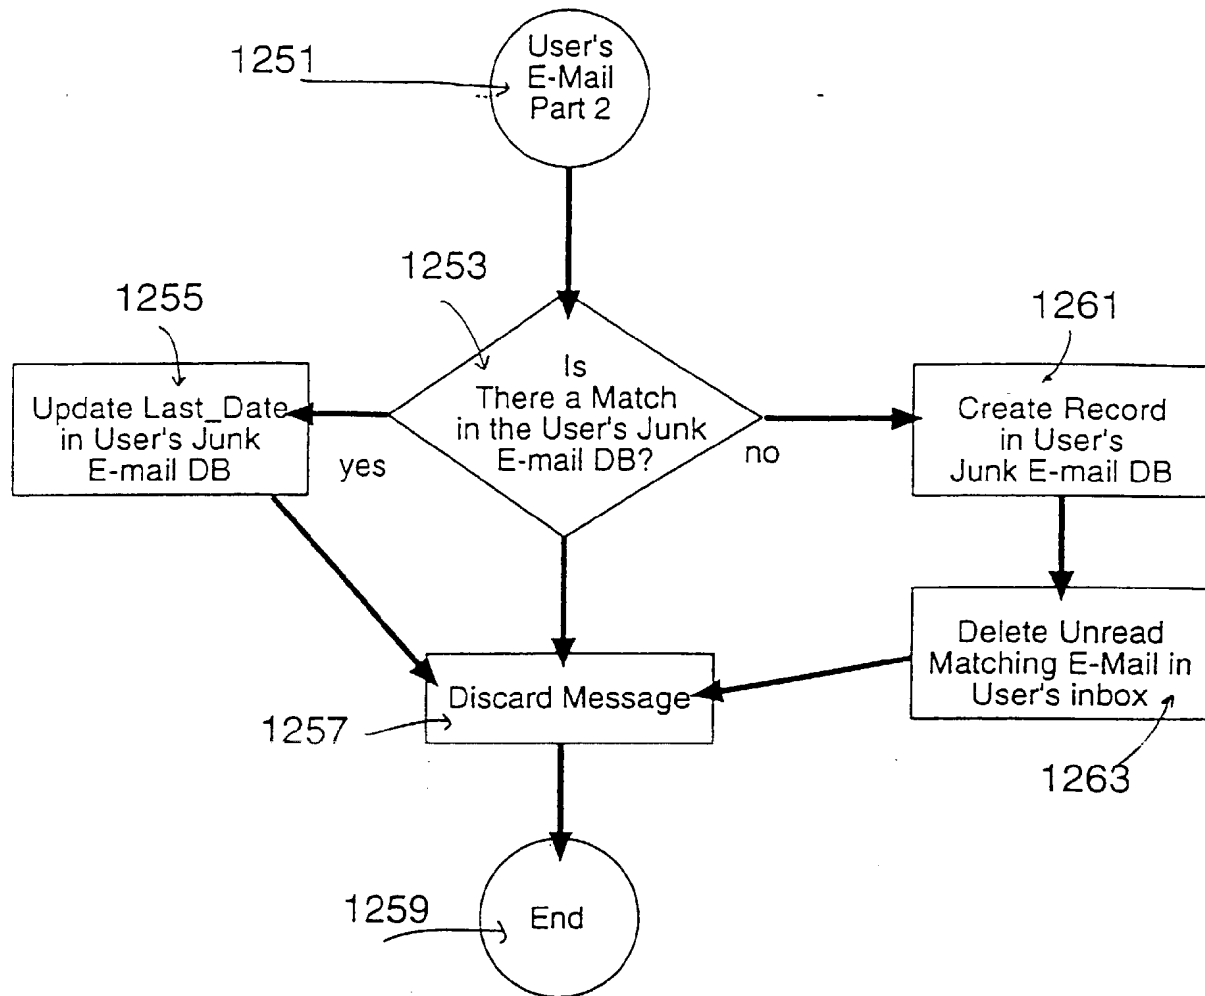 1251
User's
E-Mail
Part 2
1253
Is
There a Match
in the User's Junk
E-mail DB?
1255
Update Last_Date
in User's Junk
E-mail DB
yes
no
1261
Create Record
in User's
Junk E-mail DB
Delete Unread
Matching E-Mail in
User's inbox
1263
Discard Message
1257
1259
End